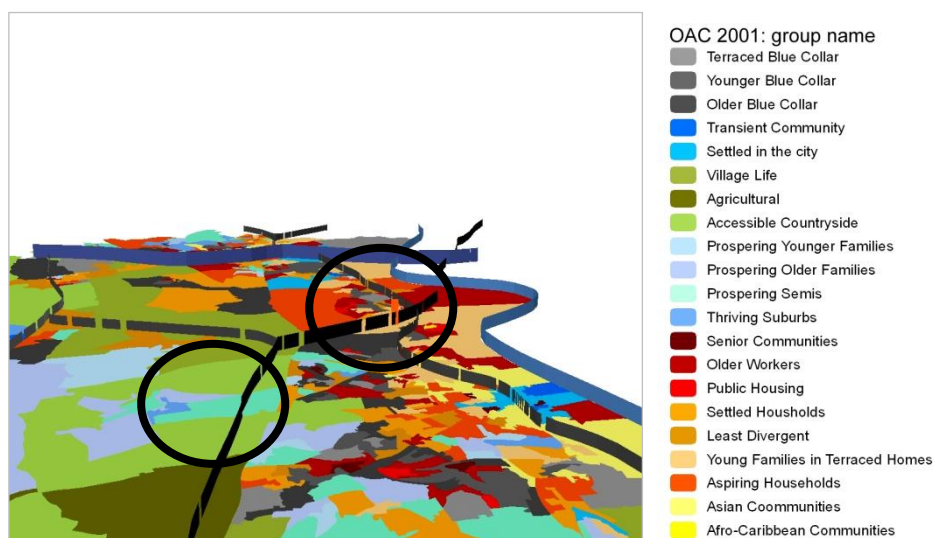 OAC 2001: group name
Terraced Blue Collar
Younger Blue Collar
Older Blue Collar
Transient Community
Settled in the city
Village Life
Agricultural
Accessible Countryside
Prospering Younger Families
Prospering Older Families
Prospering Semis
Thriving Suburbs
Senior Communities
Older Workers
Public Housing
Settled Housholds
Least Divergent
Young Families in Terraced Homes
Aspiring Households
Asian Coommunities
Afro-Caribbean Communities